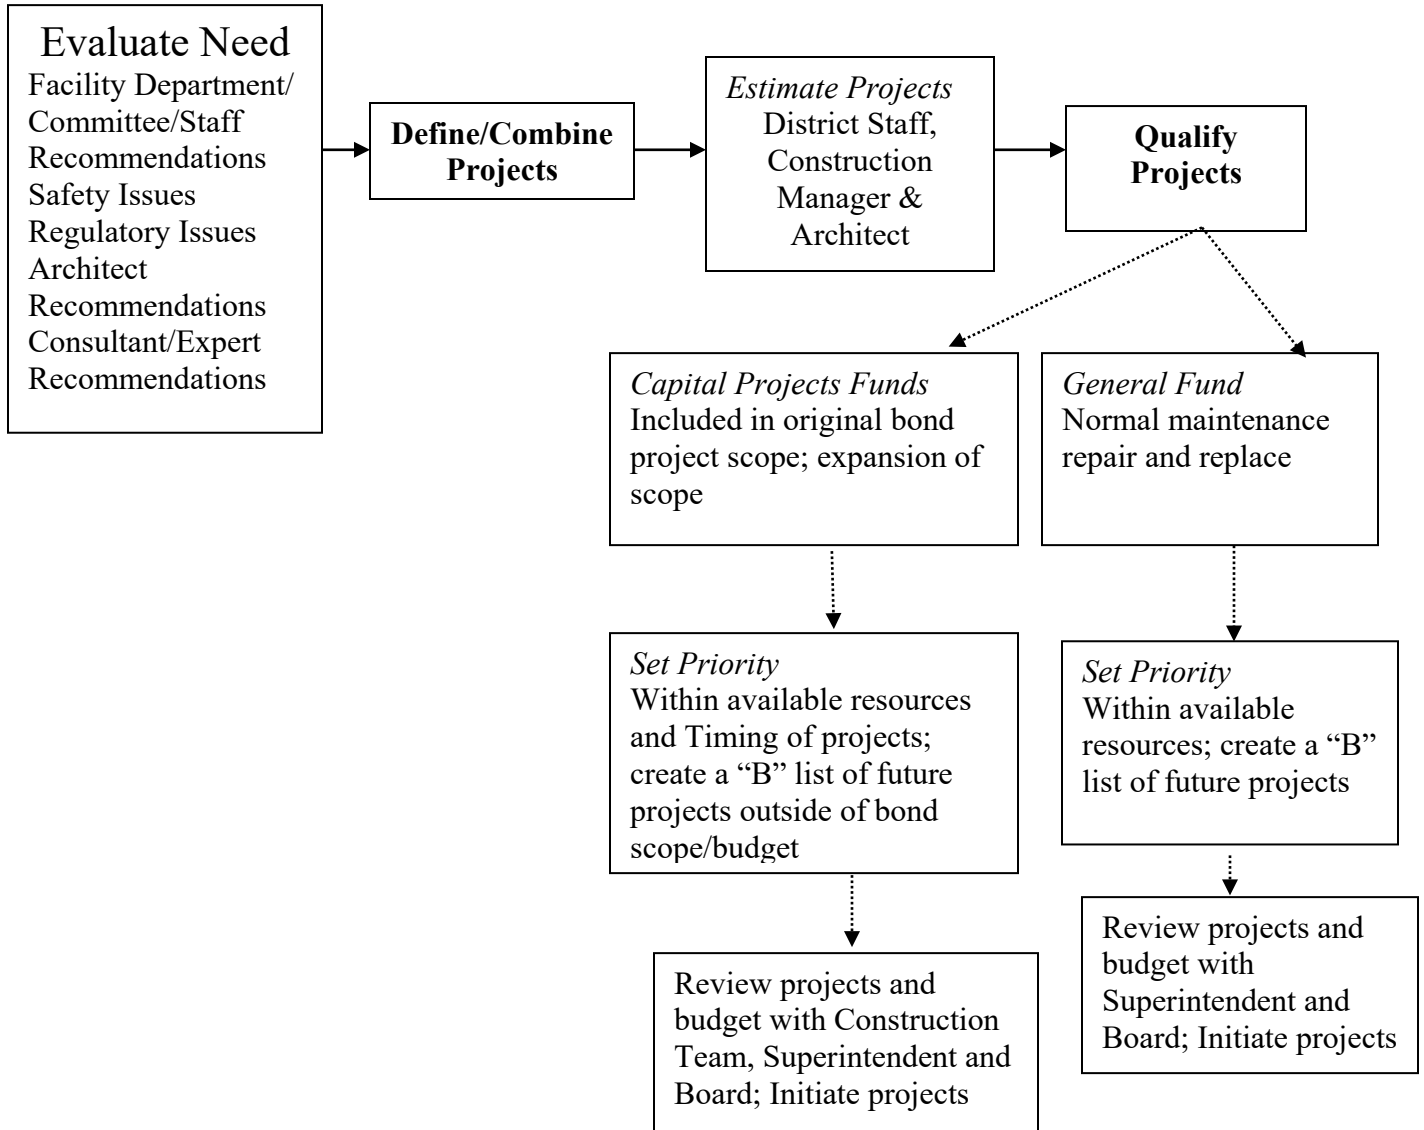 Evaluate Need
Facility Department/
Committee/Staff
Recommendations
Safety Issues
Regulatory Issues
Architect
Recommendations
Consultant/Expert
Recommendations
Define/Combine
Projects
Estimate Projects
District Staff,
Construction
Manager &
Architect
Qualify
Projects
Capital Projects Funds
Included in original bond
project scope; expansion of
scope
General Fund
Normal maintenance
repair and replace
Set Priority
Within available resources
and Timing of projects;
create a “B” list of future
projects outside of bond
scope/budget
Set Priority
Within available
resources; create a “B”
list of future projects
Review projects and
budget with Construction
Team, Superintendent and
Board; Initiate projects
Review projects and
budget with
Superintendent and
Board; Initiate projects